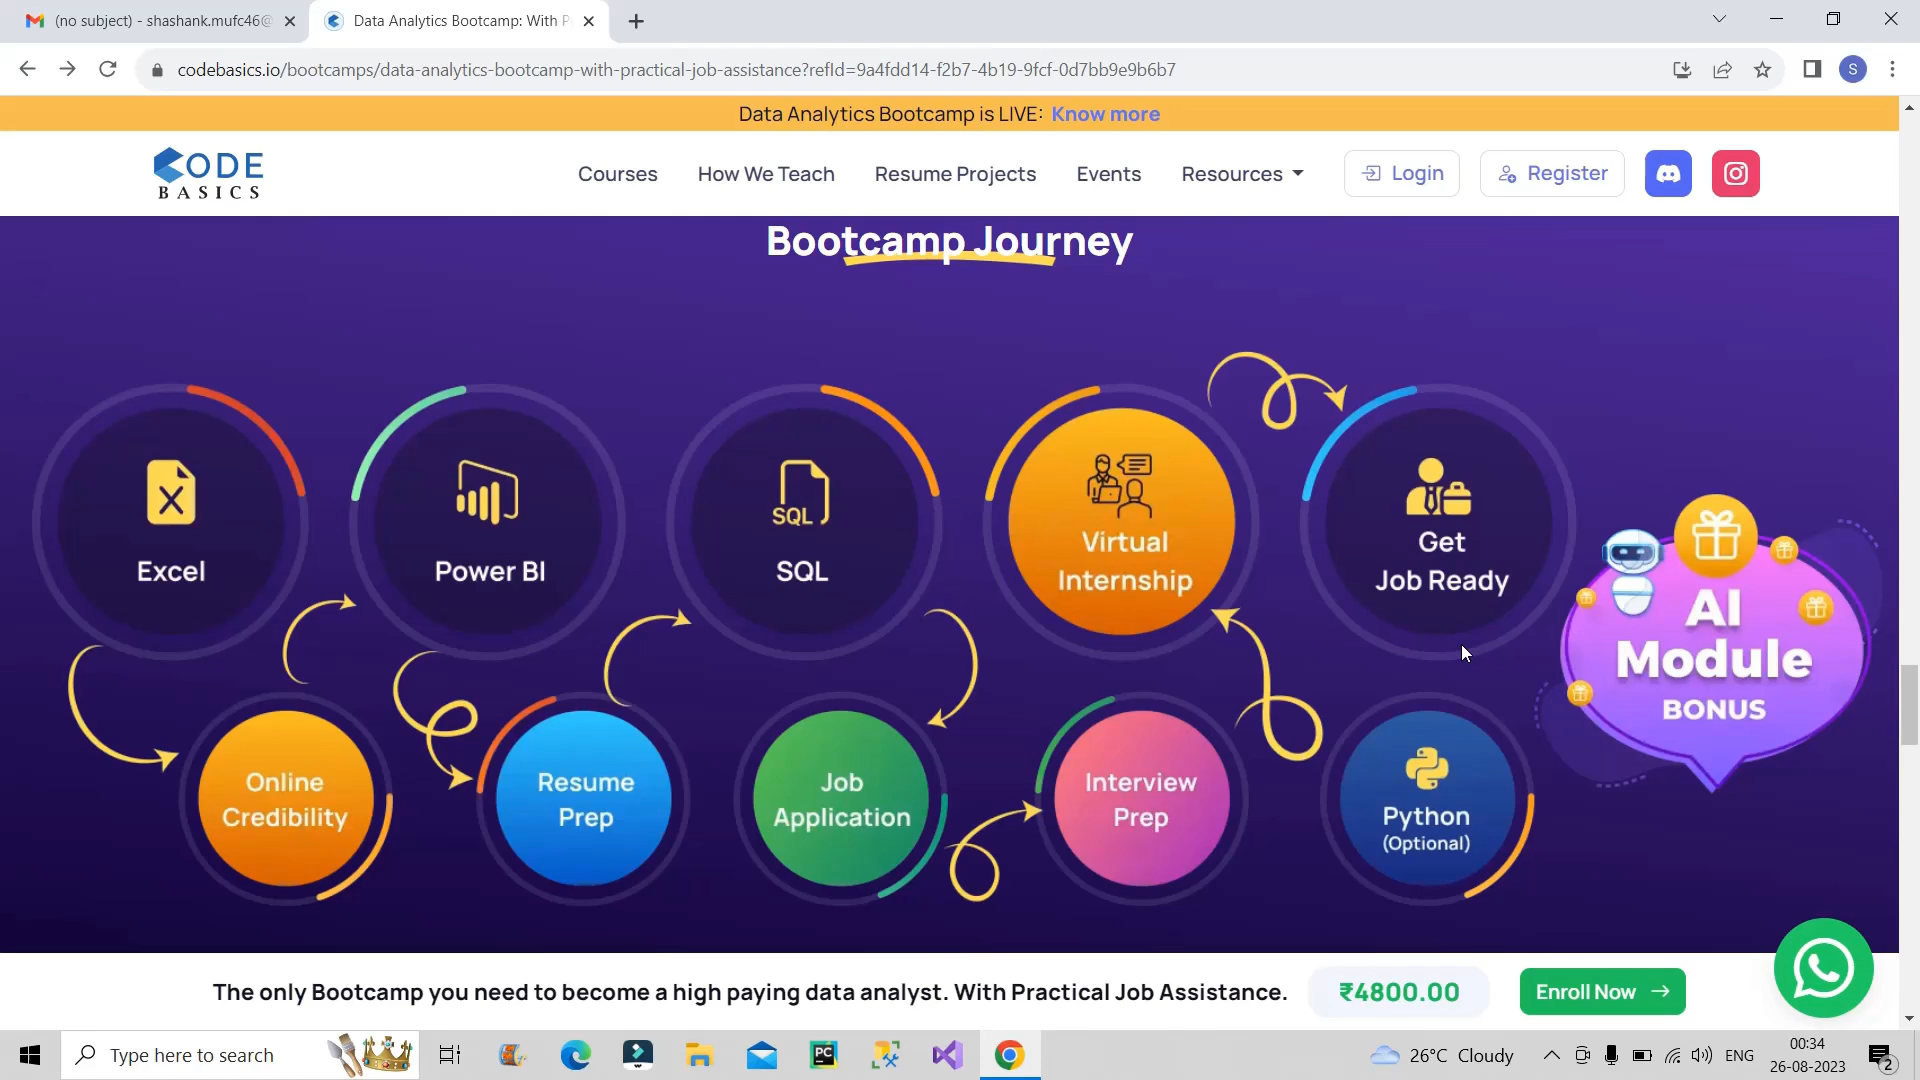 (no subject) - shashank.mufc46@
Data Analytics Bootcamp: With P
codebasics.io/bootcamps/data-analytics-bootcamp-with-practical-job-assistance?refId=9a4fdd14-f2b7-4b19-9fcf-0d7bb9e9b6b7
S
Data Analytics Bootcamp is LIVE: Know more
CODE
BASICS
Courses
How We Teach
Resume Projects
Events
Resources
Login
Register
Bootcamp Journey
Excel
Power BI
SQL
SQL
Virtual
Internship
Get
Job Ready
AI
Module
BONUS
Online
Credibility
Resume
Prep
Job
Application
Interview
Prep
Python
(Optional)
The only Bootcamp you need to become a high paying data analyst. With Practical Job Assistance.
₹4800.00
Enroll Now
Type here to search
PC
26°C Cloudy
ENG
00:34
26-08-2023
2